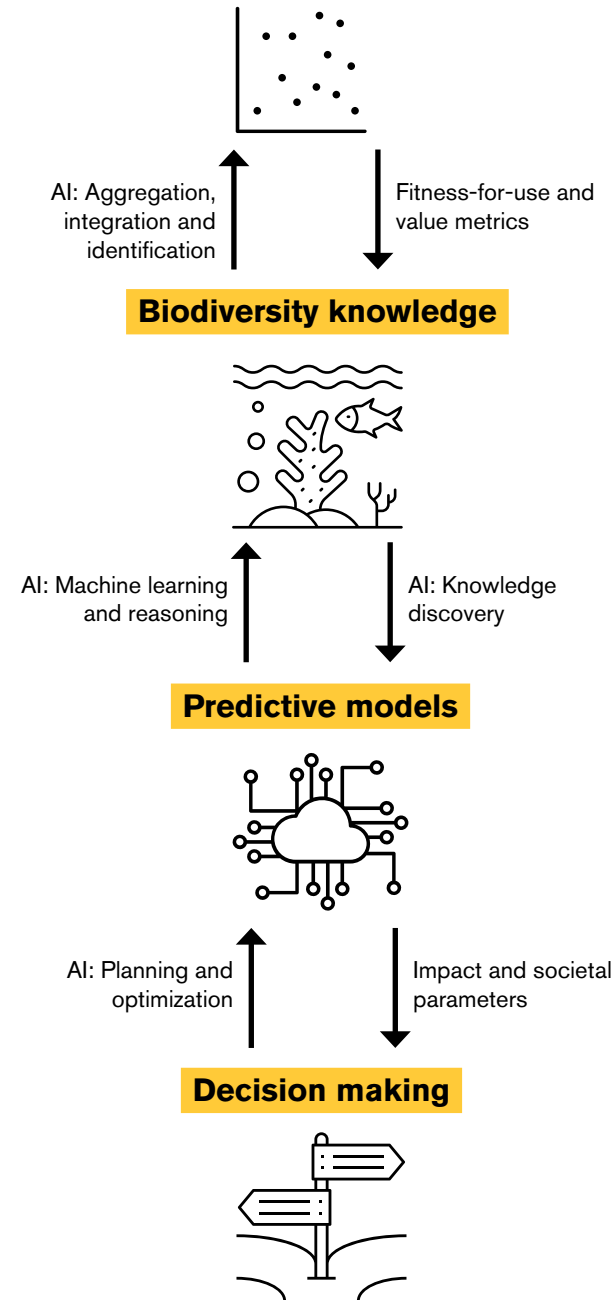 AI: Aggregation,
integration and
identification
Fitness-for-use and
value metrics
Biodiversity knowledge
AI: Machine learning
and reasoning
AI: Knowledge
discovery
Predictive models
AI: Planning and
optimization
Impact and societal
parameters
Decision making